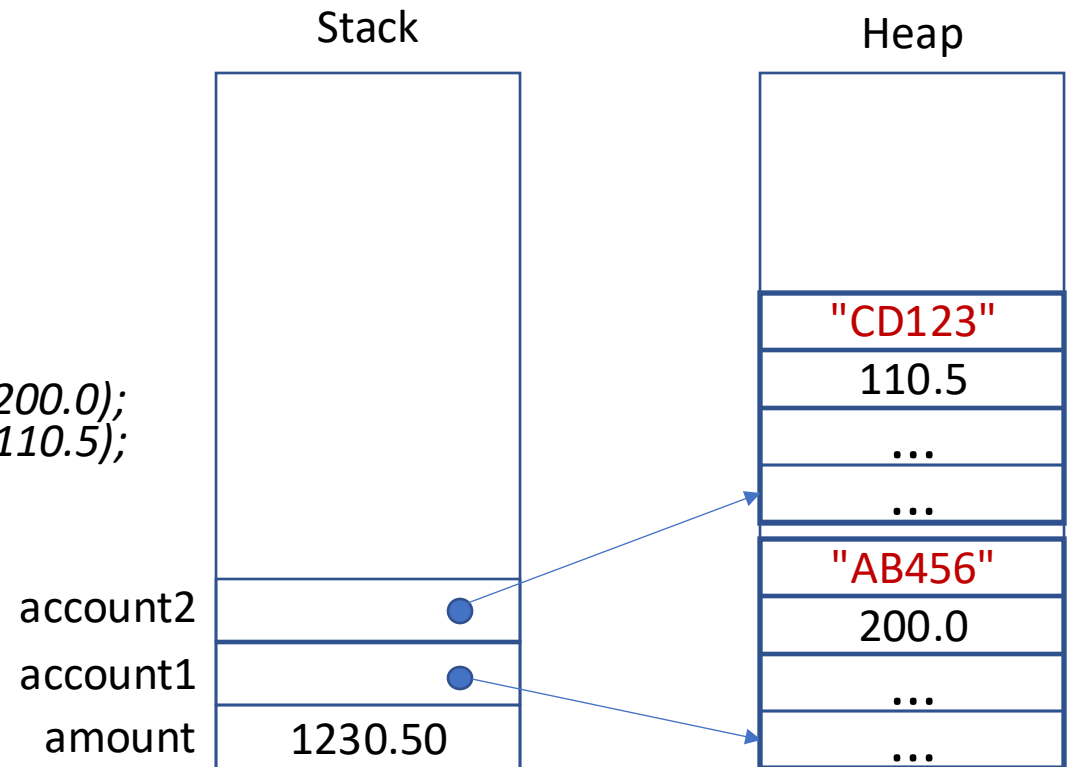 Stack
Heap
"CD123"
110.5
200.0);
110.5);
...
...
"AB456"
account2
200.0
account1
...
amount
1230.50
...